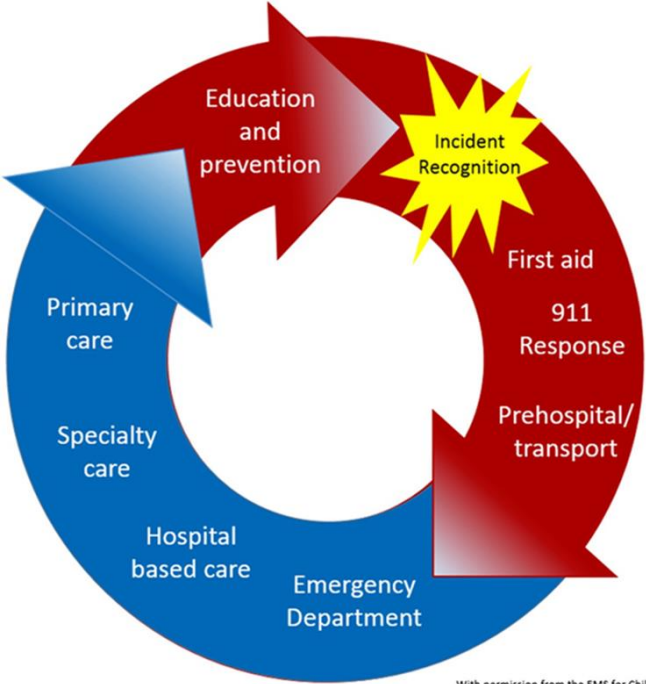 Education
and
prevention
Incident
Recognition
First aid
911
Response
Prehospital/
transport
Emergency
Department
Hospital
based care
Specialty
care
Primary
care
With permission from the EMS for